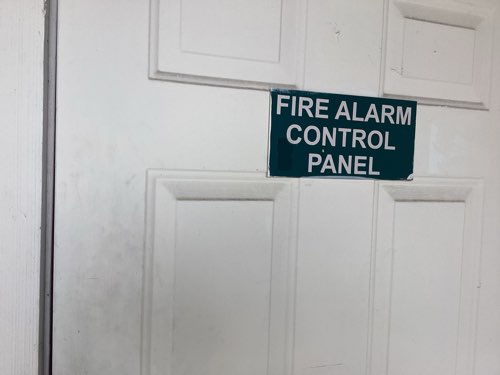 FIRE ALARM
CONTROL
PANEL